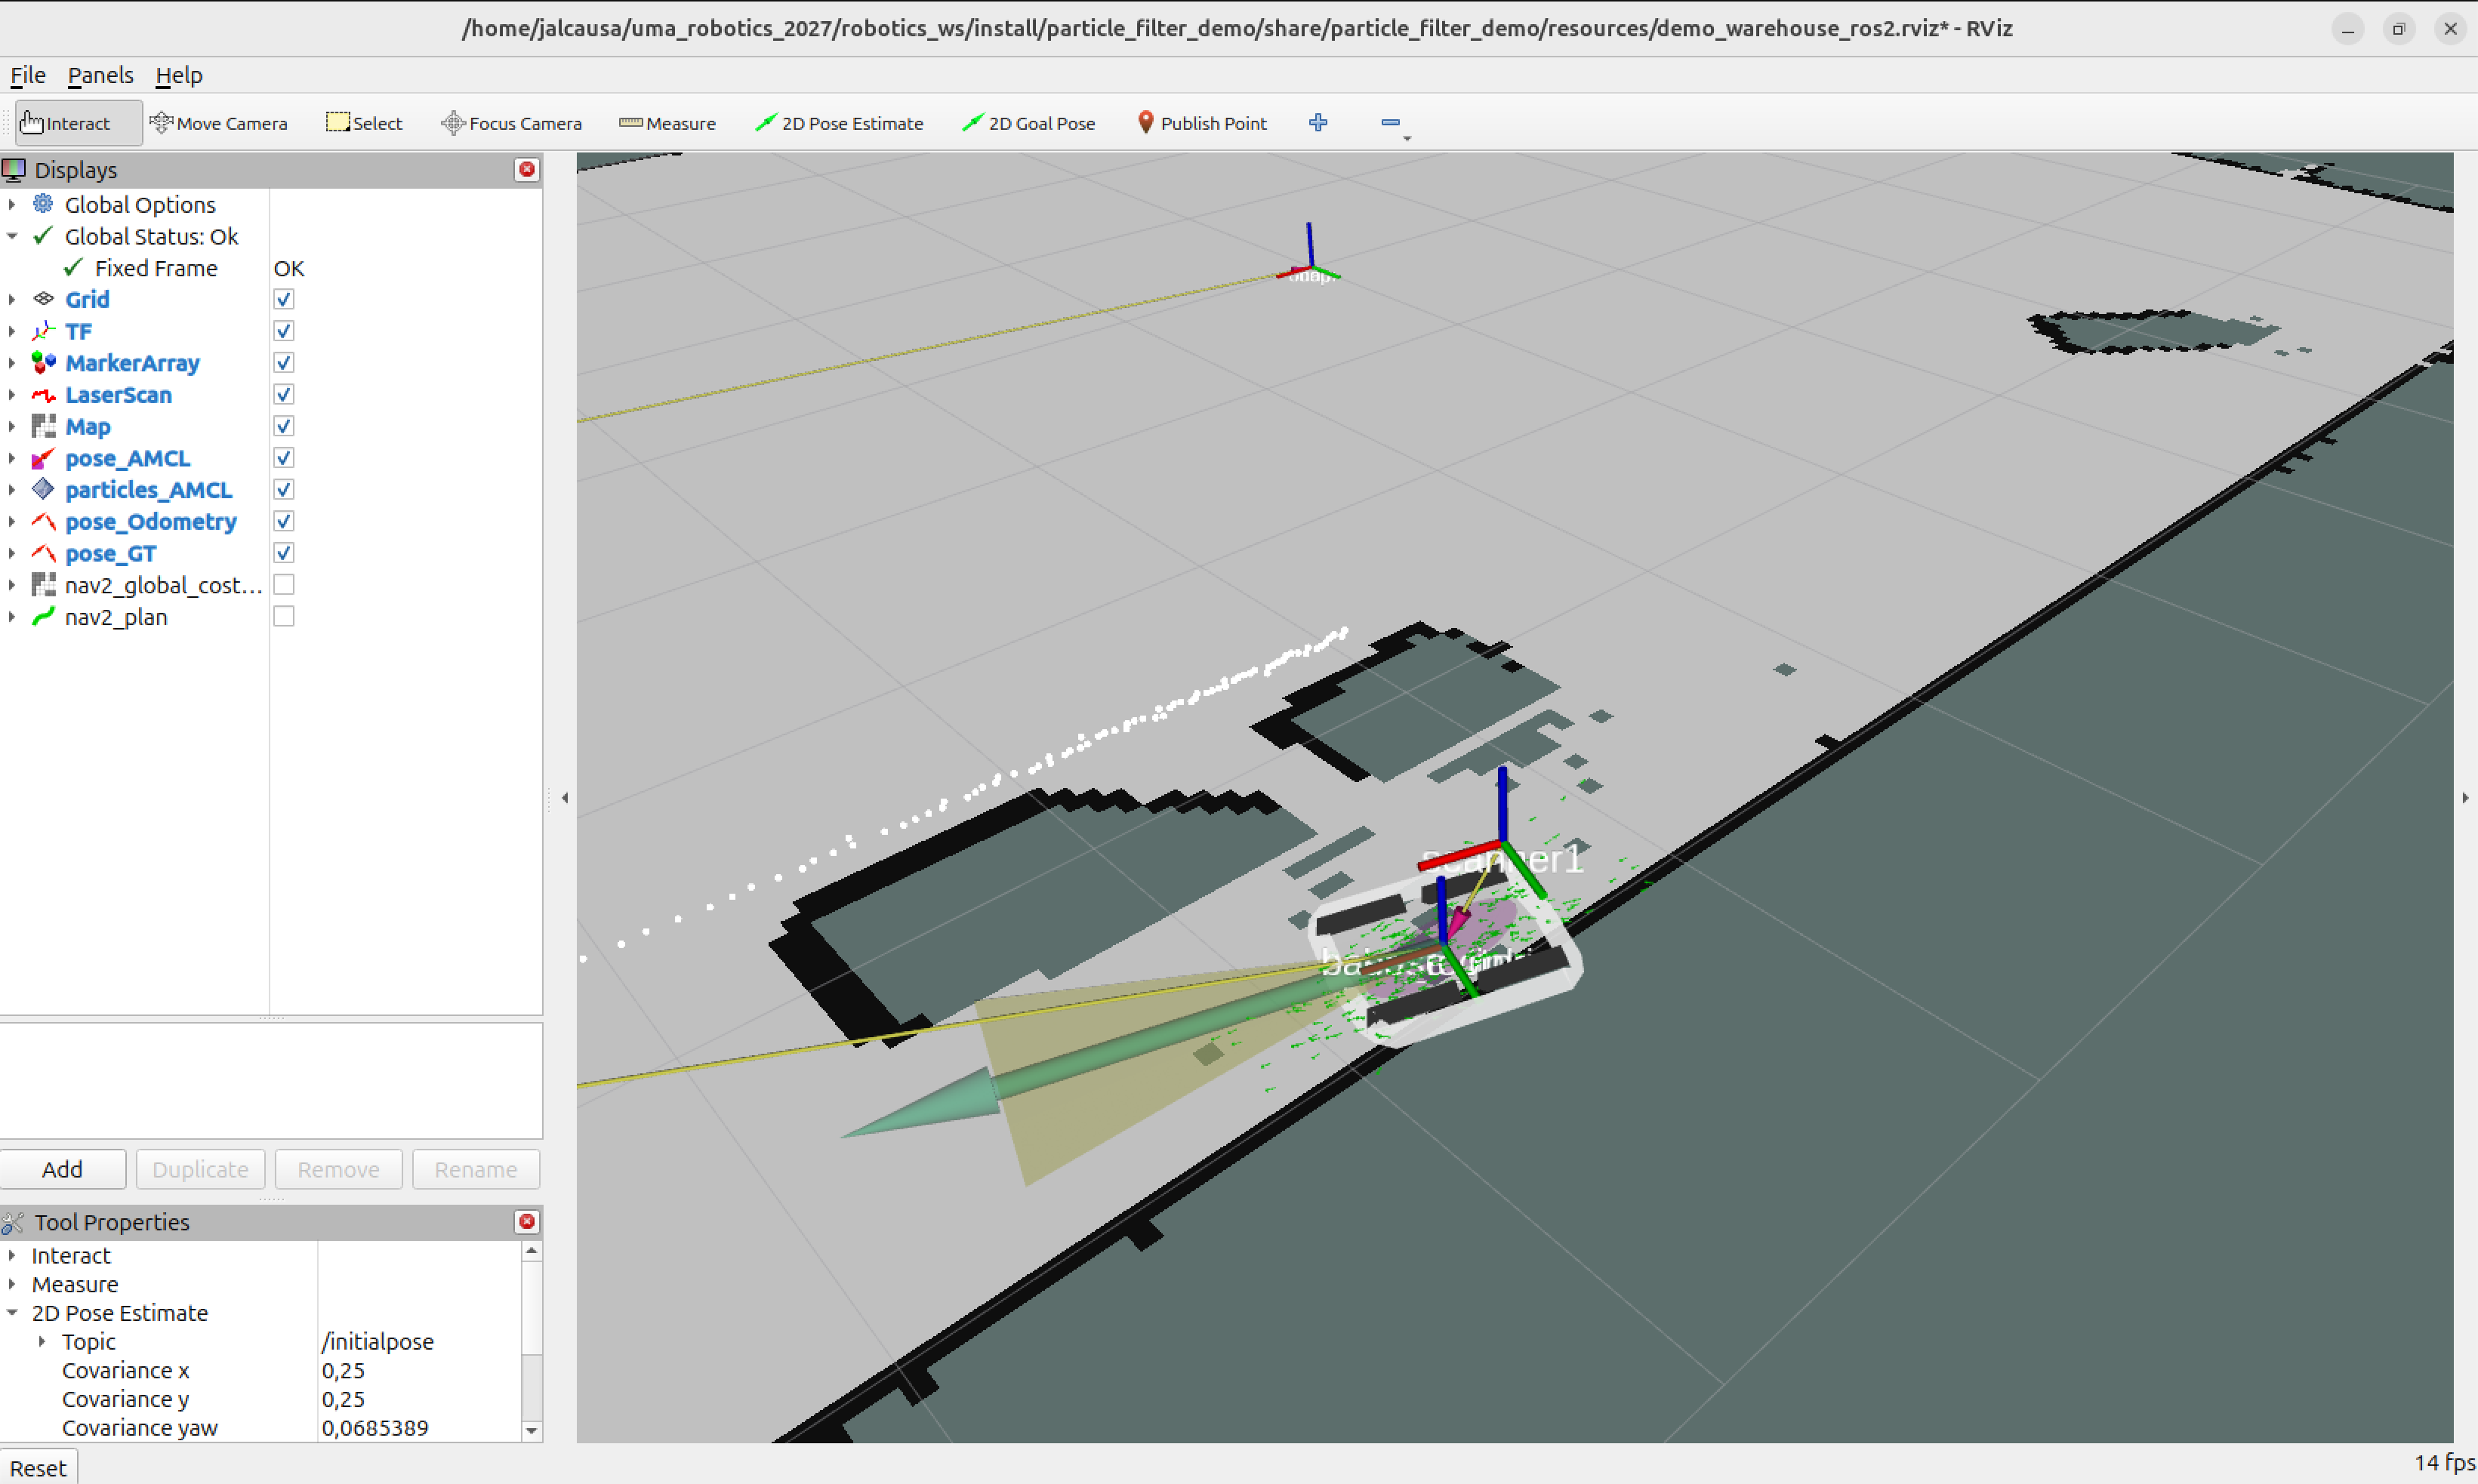 /home/jalcausa/uma_robotics_2027/robotics_ws/install/particle_filter_demo/share/particle_filter_demo/resources/demo_warehouse_ros2.rviz* - RViz
File Panels Help
Interact Move Camera Select Focus Camera Measure 2D Pose Estimate 2D Goal Pose Publish Point
Displays
Global Options
Global Status: Ok
Fixed Frame OK
Grid
TF
MarkerArray
LaserScan
Map
pose_AMCL
particles_AMCL
pose_Odometry
pose_GT
nav2_global_cost...
nav2_plan
map
scanner1
Add Duplicate Remove Rename
Tool Properties
Interact
Measure
2D Pose Estimate
Topic /initialpose
Covariance x 0,25
Covariance y 0,25
Covariance yaw 0,0685389
Reset
14 fps